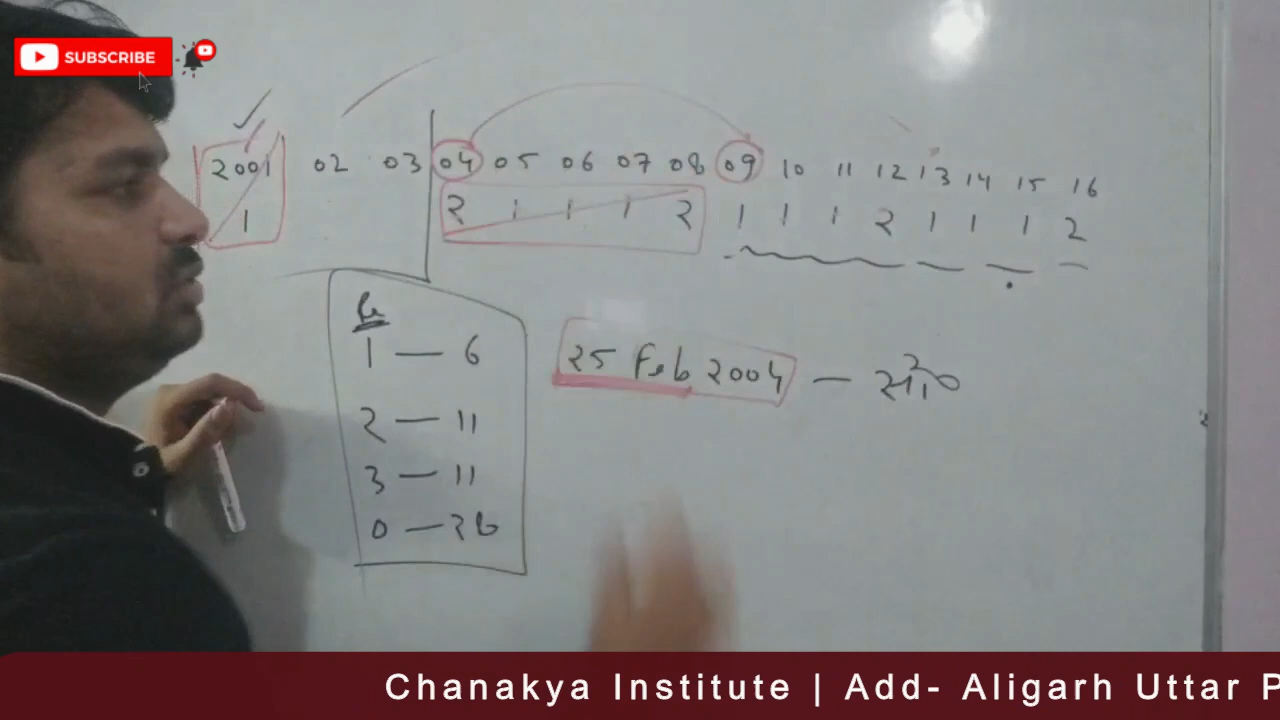 SUBSCRIBE
2001 02 03 04 05 06 07 08 09 10 11 12 13 14 15 16
1 2 1 1 1 2 1 1 1 2 1 1 1 2
1 — 6
2 — 11
3 — 11
25 Feb 2004 —
Chanakya Institute | Add- Aligarh Uttar P